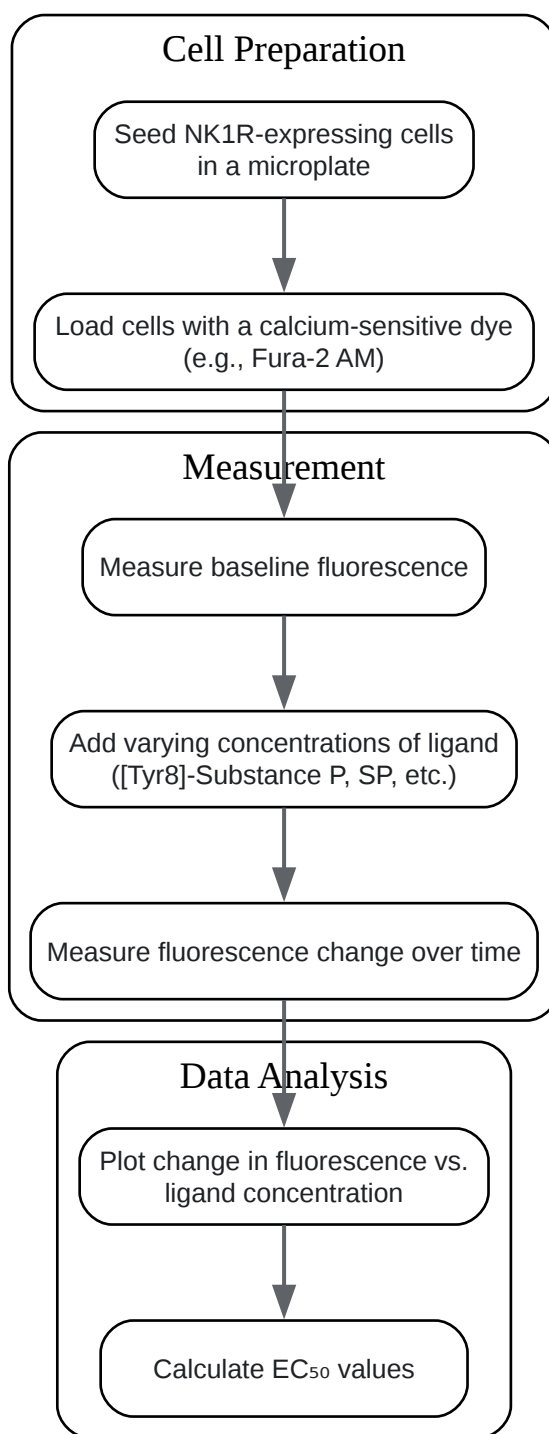 Cell Preparation
Seed NK1R-expressing cells
in a microplate
Load cells with a calcium-sensitive dye
(e.g., Fura-2 AM)
Measurement
Measure baseline fluorescence
Add varying concentrations of ligand
([Tyr8]-Substance P, SP, etc.)
Measure fluorescence change over time
Data Analysis
Plot change in fluorescence vs.
ligand concentration
Calculate EC₅₀ values